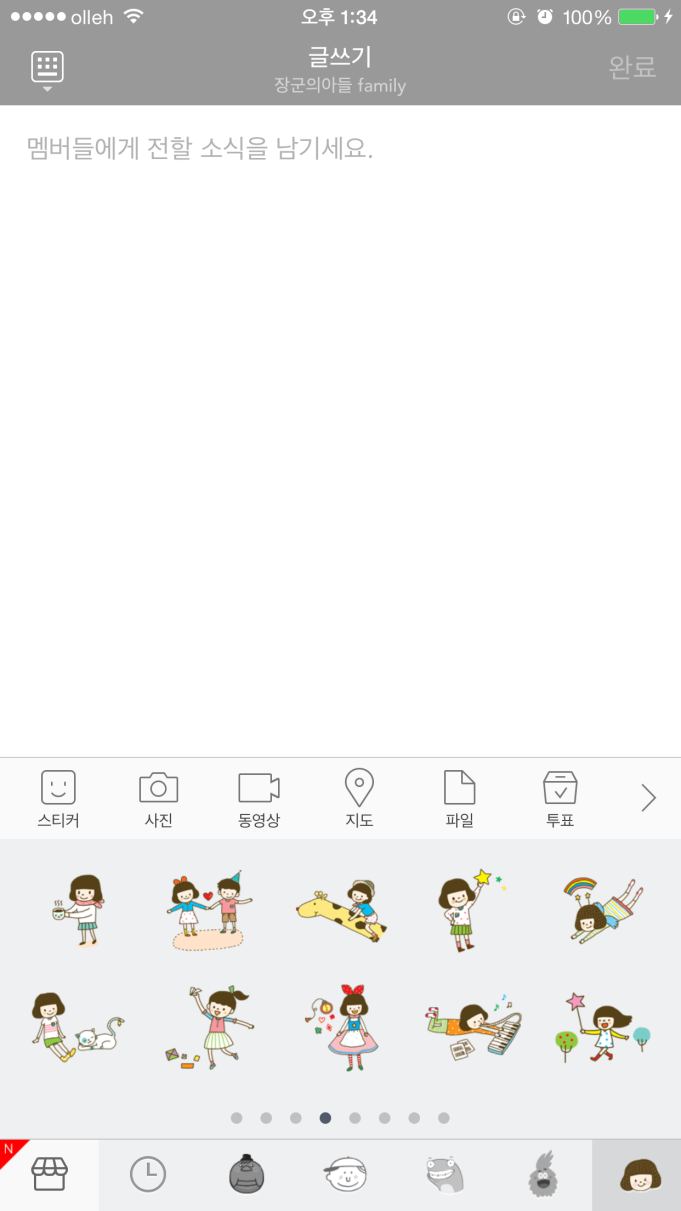 olleh 오후 1:34 100%
글쓰기
장군의아들 family
완료
멤버들에게 전할 소식을 남기세요.
스티커 사진 동영상 지도 파일 투표
N